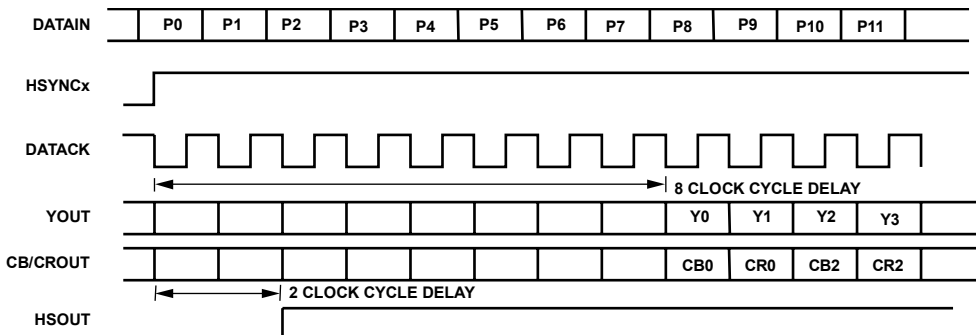 DATAIN P0 P1 P2 P3 P4 P5 P6 P7 P8 P9 P10 P11
HSYNCx
DATACK
8 CLOCK CYCLE DELAY
YOUT Y0 Y1 Y2 Y3
CB/CROUT CB0 CR0 CB2 CR2
2 CLOCK CYCLE DELAY
HSOUT